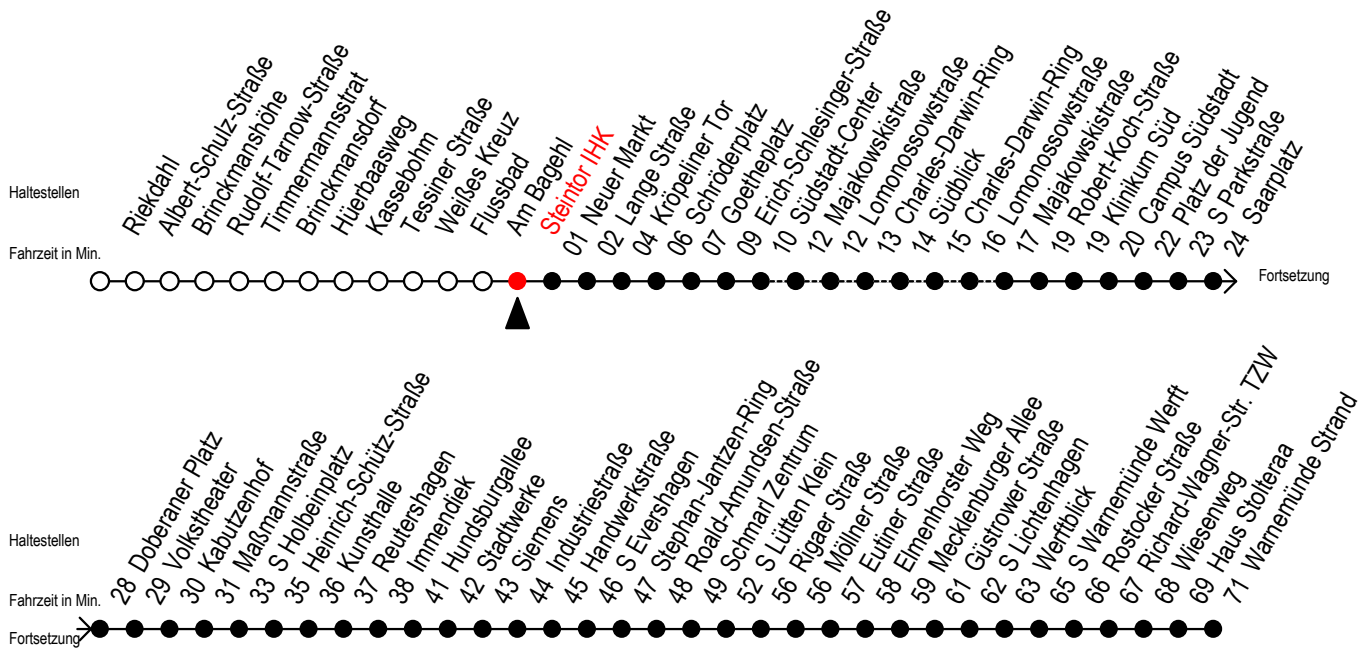 Haltestellen
Riekdahl
Albert-Schulz-Straße
Brinckmanshöhe
Rudolf-Tarnow-Straße
Timmermannsstrat
Brinckmansdorf
Hüerbaasweg
Kassebohm
Tessiner Straße
Weißes Kreuz
Flussbad
Am Bagehl
Steintor IHK
01 Neuer Markt
02 Lange Straße
04 Kröpeliner Tor
06 Schröderplatz
07 Goetheplatz
09 Erich-Schlesinger-Straße
10 Südstadt-Center
12 Majakowskistraße
12 Lomonossowstraße
13 Charles-Darwin-Ring
14 Südblick
15 Charles-Darwin-Ring
16 Lomonossowstraße
17 Majakowskistraße
19 Robert-Koch-Straße
19 Klinikum Süd
20 Campus Südstadt
22 Platz der Jugend
23 S Parkstraße
24 Saarplatz
Fahrzeit in Min.
Fortsetzung
Haltestellen
28 Doberaner Platz
29 Volkstheater
30 Kabutzenhof
31 Maßmannstraße
33 S Holbeinplatz
35 Heinrich-Schütz-Straße
36 Kunsthalle
37 Reutershagen
38 Immendiek
41 Hundsburgallee
42 Stadtwerke
43 Siemens
44 Industriestraße
45 Handwerkstraße
46 S Evershagen
47 Stephan-Jantzen-Ring
48 Roald-Amundsen-Straße
49 Schmarl Zentrum
52 S Lütten Klein
56 Rigaer Straße
56 Möllner Straße
57 Eutiner Straße
58 Elmenhorster Weg
59 Mecklenburger Allee
61 Güstrower Straße
62 S Lichtenhagen
63 Werftblick
65 S Warnemünde Werft
66 Rostocker Straße
67 Richard-Wagner-Str. TZW
68 Wiesenweg
69 Haus Stolteraa
71 Warnemünde Strand
Fahrzeit in Min.
Fortsetzung